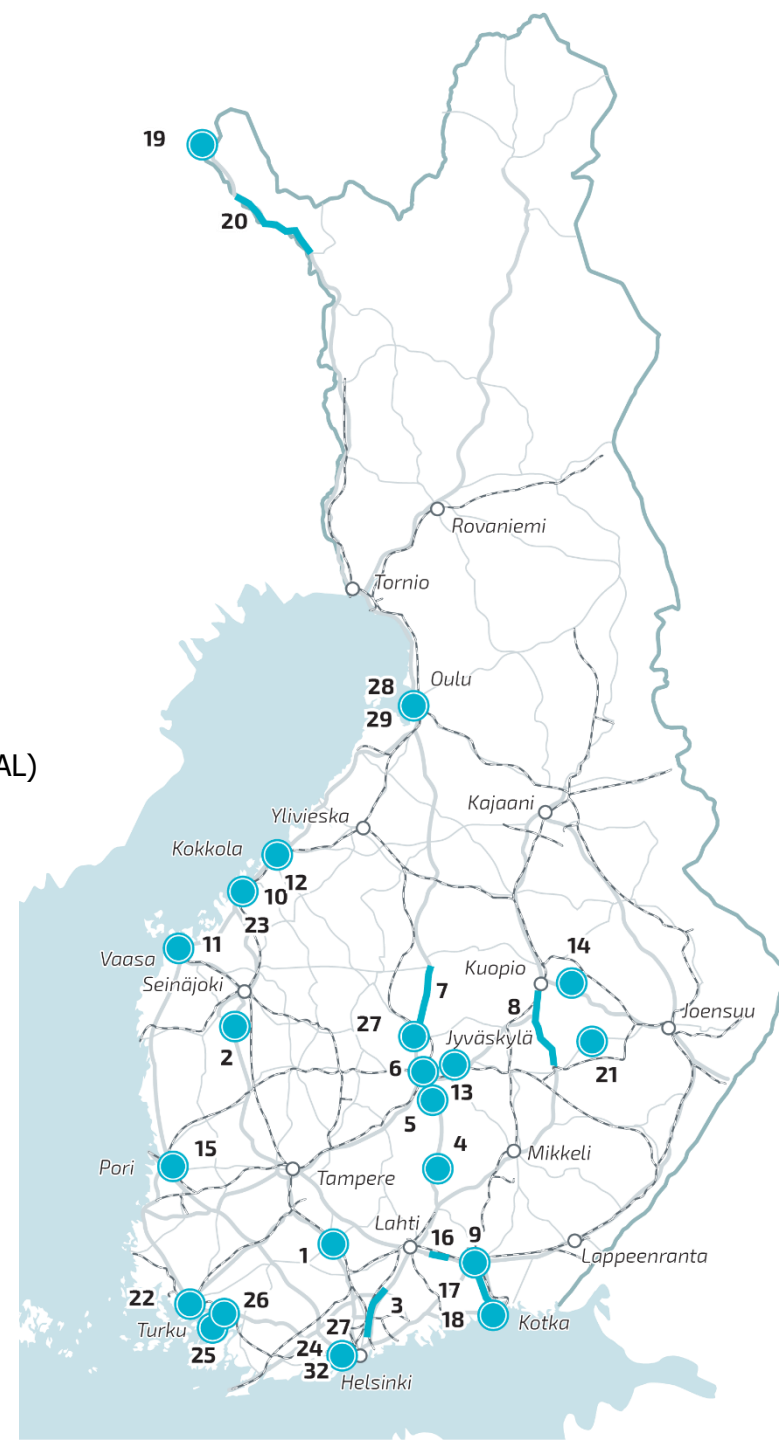 19
20
Rovaniemi
Tornio
Oulu
28
29
AL)
Kajaani
Ylivieska
Kokkola
12
10
23
11
Vaasa
Seinäjoki
2
14
Kuopio
7
8
Joensuu
27
Jyväskylä
21
6
13
5
15
4
Pori
Mikkeli
Tampere
Lahti
1
16
9
Lappeenranta
17
22
26
3
18
Kotka
Turku
25
27
24
32
Helsinki